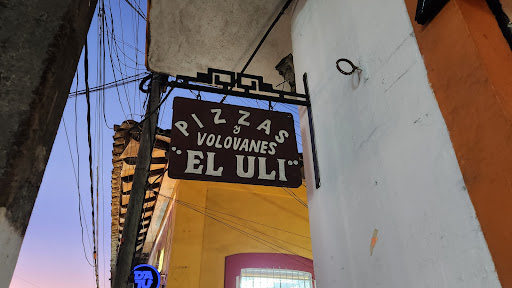 PIZZAS
y
VOLOVANES
"EL ULI"